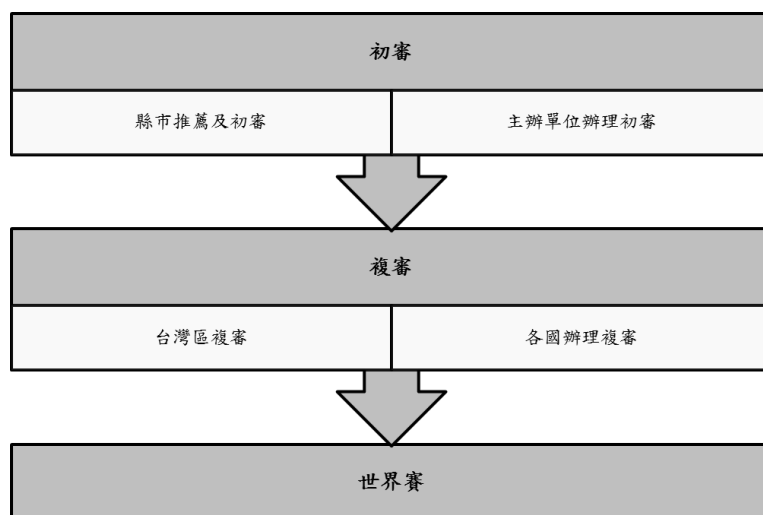 初審
縣市推薦及初審
主辦單位辦理初審
複審
台灣區複審
各國辦理複審
世界賽